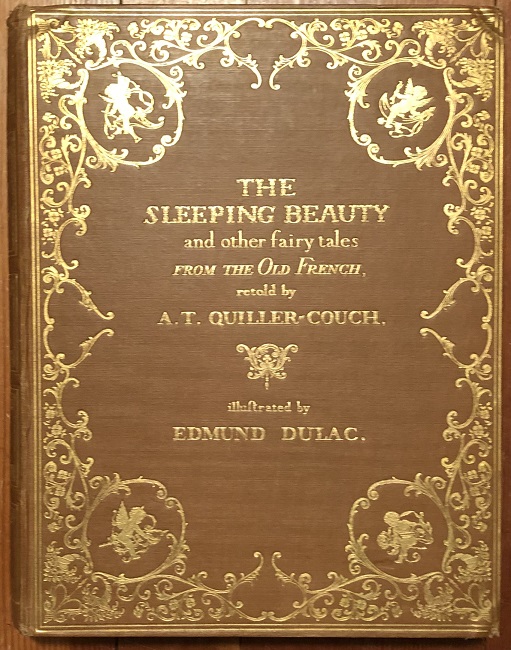 THE
SLEEPING BEAUTY
and other fairy tales
FROM THE OLD FRENCH,
retold by
A.T. QUILLER-COUCH.
illuſtrated by
EDMUND DULAC.